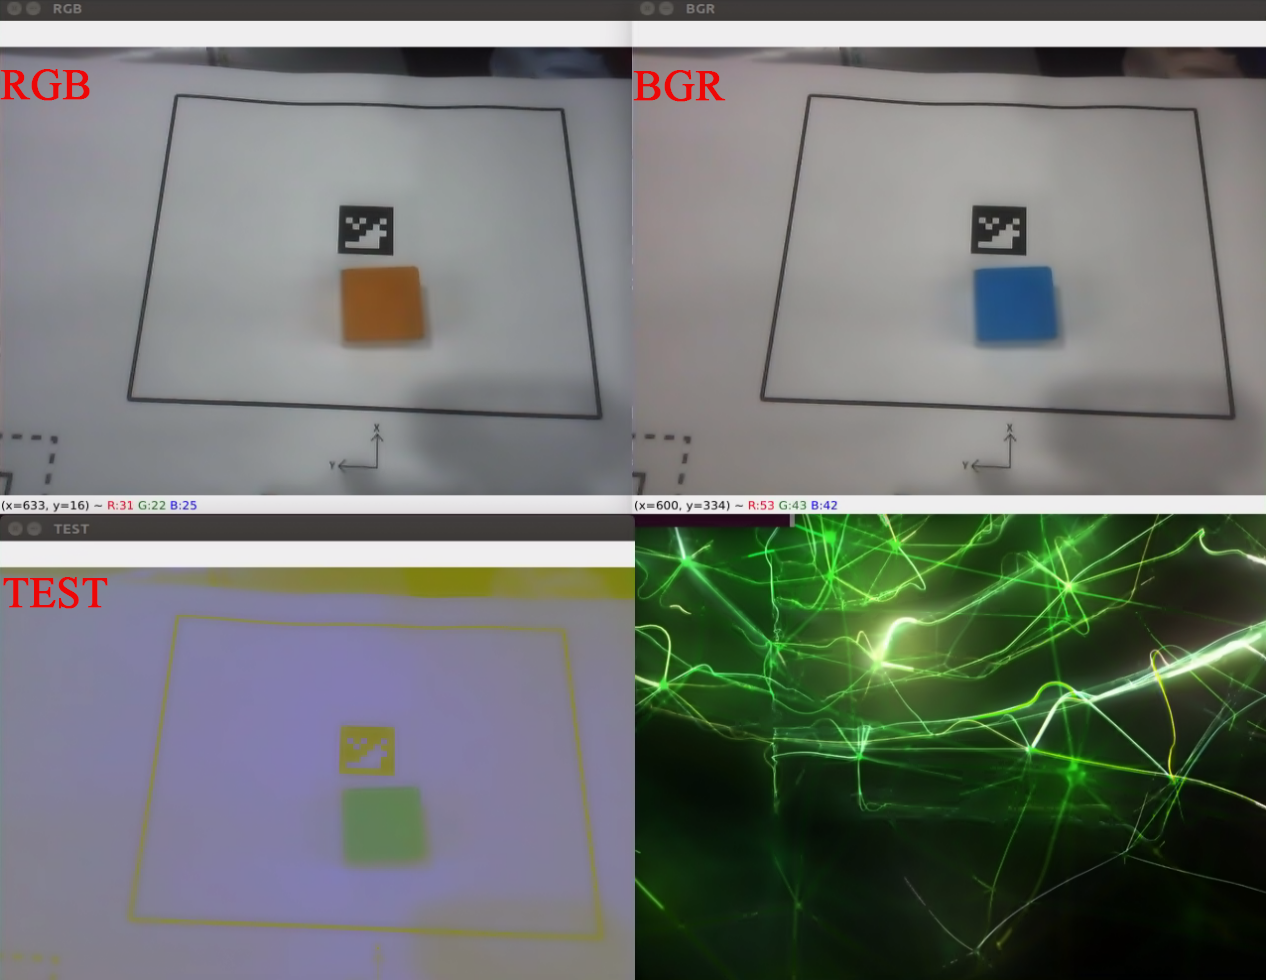 RGB
BGR
RGB
BGR
X
Y
X
Y
(x=633, y=16) ~ R:31 G:22 B:25
(x=600, y=334) ~ R:53 G:43 B:42
TEST
TEST